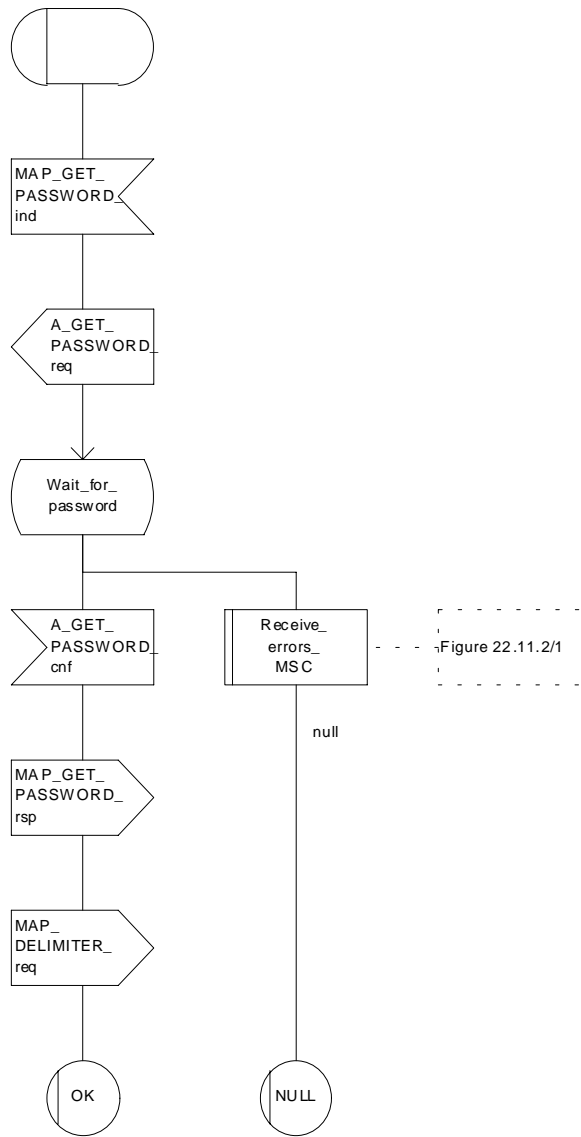 MAP_GET_
PASSWORD_
ind
A_GET_
PASSWORD_
req
Wait_for_
password
A_GET_
PASSWORD_
cnf
Receive_
errors_
MSC
Figure 22.11.2/1
null
MAP_GET_
PASSWORD_
rsp
MAP_
DELIMITER_
req
OK
NULL